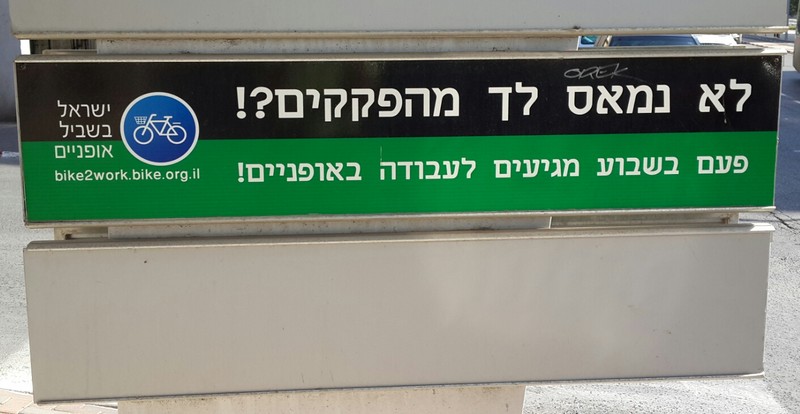 לא נמאס לך מהפקקים?!
פעם בשבוע מגיעים לעבודה באופניים!
ישראל
בשביל
אופניים
bike2work.bike.org.il